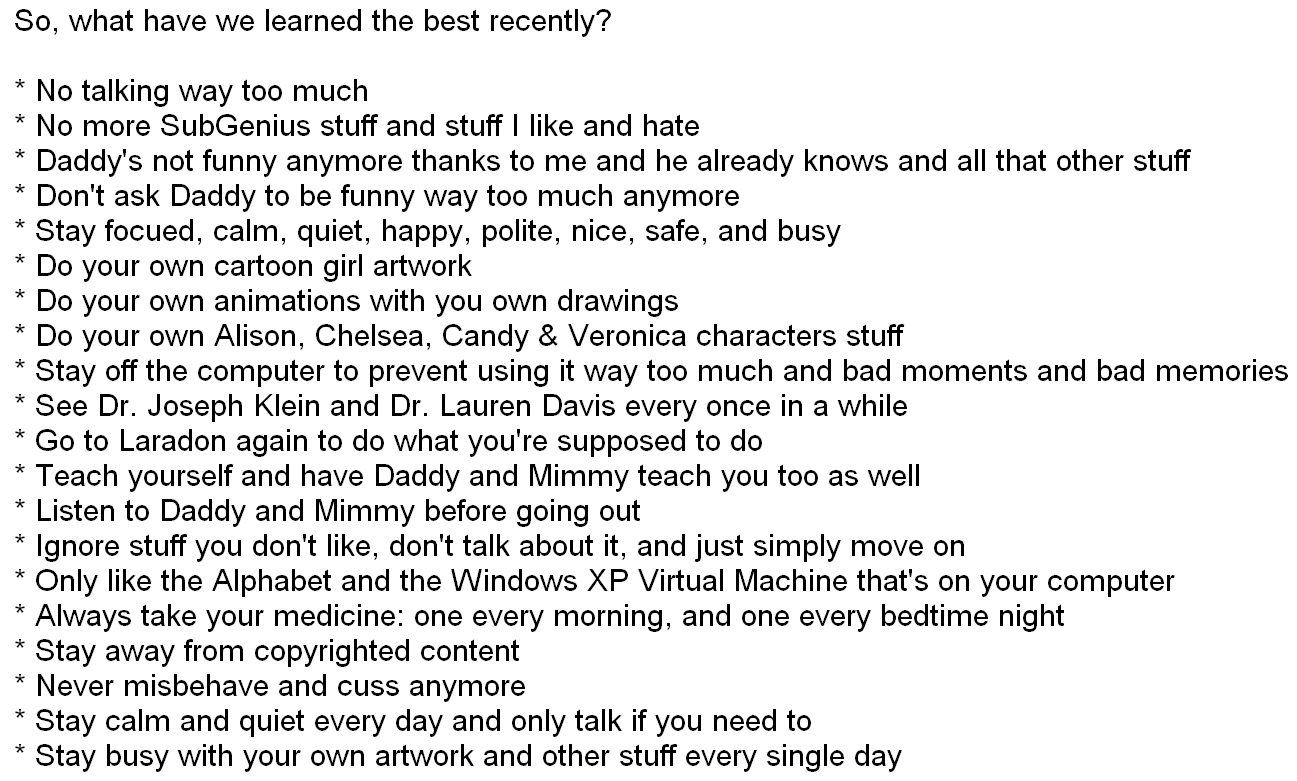 So, what have we learned the best recently?
* No talking way too much
* No more SubGenius stuff and stuff I like and hate
* Daddy's not funny anymore thanks to me and he already knows and all that other stuff
* Don't ask Daddy to be funny way too much anymore
* Stay focued, calm, quiet, happy, polite, nice, safe, and busy
* Do your own cartoon girl artwork
* Do your own animations with you own drawings
* Do your own Alison, Chelsea, Candy & Veronica characters stuff
* Stay off the computer to prevent using it way too much and bad moments and bad memories
* See Dr. Joseph Klein and Dr. Lauren Davis every once in a while
* Go to Laradon again to do what you're supposed to do
* Teach yourself and have Daddy and Mimmy teach you too as well
* Listen to Daddy and Mimmy before going out
* Ignore stuff you don't like, don't talk about it, and just simply move on
* Only like the Alphabet and the Windows XP Virtual Machine that's on your computer
* Always take your medicine: one every morning, and one every bedtime night
* Stay away from copyrighted content
* Never misbehave and cuss anymore
* Stay calm and quiet every day and only talk if you need to
* Stay busy with your own artwork and other stuff every single day